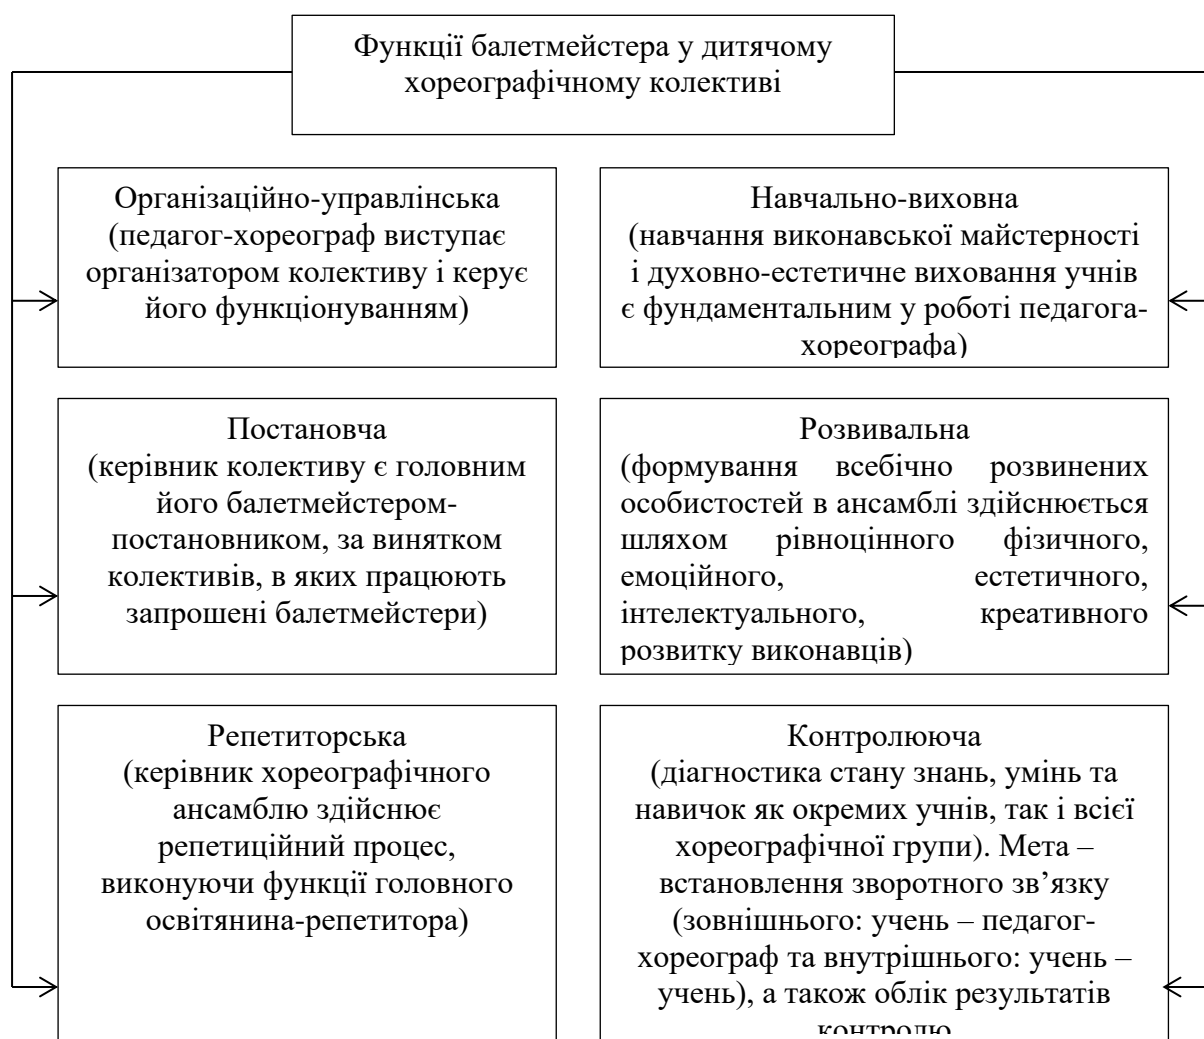 Функції балетмейстера у дитячому
хореографічному колективі
Організаційно-управлінська
(педагог-хореограф виступає
організатором колективу і керує
його функціонуванням)
Навчально-виховна
(навчання виконавської майстерності
і духовно-естетичне виховання учнів
є фундаментальним у роботі педагога-
хореографа)
Постановча
(керівник колективу є головним
його балетмейстером-
постановником, за винятком
колективів, в яких працюють
запрошені балетмейстери)
Розвивальна
(формування всебічно розвинених
особистостей в ансамблі здійснюється
шляхом рівноцінного фізичного,
емоційного, естетичного,
інтелектуального, креативного
розвитку виконавців)
Репетиторська
(керівник хореографічного
ансамблю здійснює
репетиційний процес,
виконуючи функції головного
освітянина-репетитора)
Контролююча
(діагностика стану знань, умінь та
навичок як окремих учнів, так і всієї
хореографічної групи). Мета –
встановлення зворотного зв’язку
(зовнішнього: учень – педагог-
хореограф та внутрішнього: учень –
учень), а також облік результатів
контролю